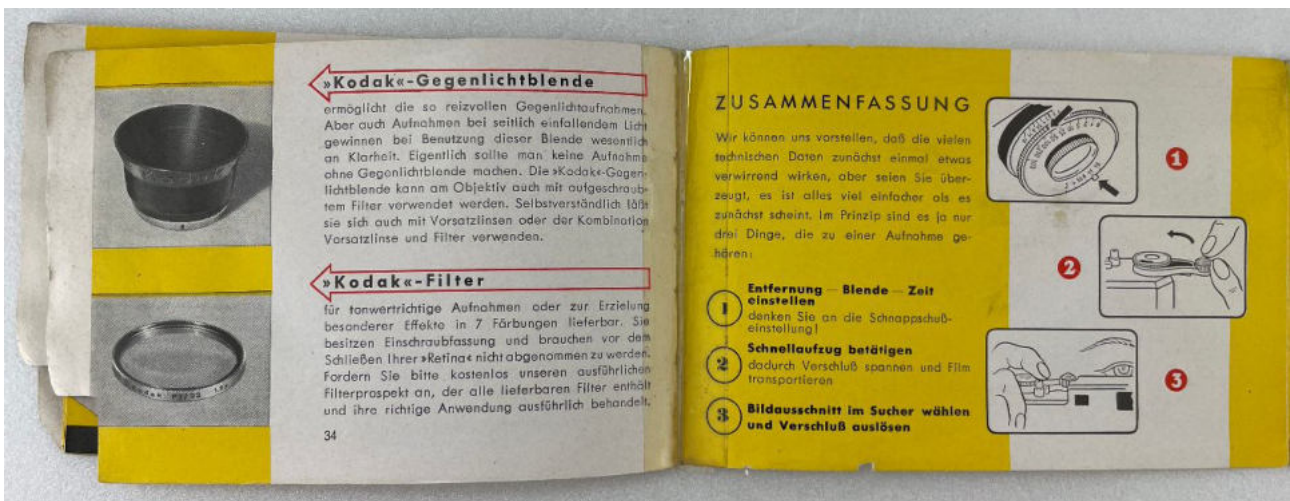 »Kodak«-Gegenlichtblende
ermöglicht die so reizvollen Gegenlichtaufnahmen.
Aber auch Aufnahmen bei seitlich einfallendem Licht
gewinnen bei Benutzung dieser Blende wesentlich
an Klarheit. Eigentlich sollte man keine Aufnahme
ohne Gegenlichtblende machen. Die »Kodak«-Gegen-
lichtblende kann am Objektiv auch mit aufgeschraub-
tem Filter verwendet werden. Selbstverständlich läßt
sie sich auch mit Vorsatzlinsen oder der Kombination
Vorsatzlinse und Filter verwenden.
»Kodak«-Filter
für tonwertrichtige Aufnahmen oder zur Erzielung
besonderer Effekte in 7 Färbungen lieferbar. Sie
besitzen Einschraubfassung und brauchen vor dem
Schließen Ihrer »Retina« nicht abgenommen zu werden.
Fordern Sie bitte kostenlos unseren ausführlichen
Filterprospekt an, der alle lieferbaren Filter enthält
und ihre richtige Anwendung ausführlich behandelt.
34
ZUSAMMENFASSUNG
Wir können uns vorstellen, daß die vielen
technischen Daten zunächst einmal etwas
verwirrend wirken, aber seien Sie über-
zeugt, es ist alles viel einfacher als es
zunächst scheint. Im Prinzip sind es ja nur
drei Dinge, die zu einer Aufnahme ge-
hören:
1 Entfernung — Blende — Zeit
einstellen
denken Sie an die Schnappschuß-
einstellung!
2 Schnellaufzug betätigen
dadurch Verschluß spannen und Film
transportieren
3 Bildausschnitt im Sucher wählen
und Verschluß auslösen
1
2
3